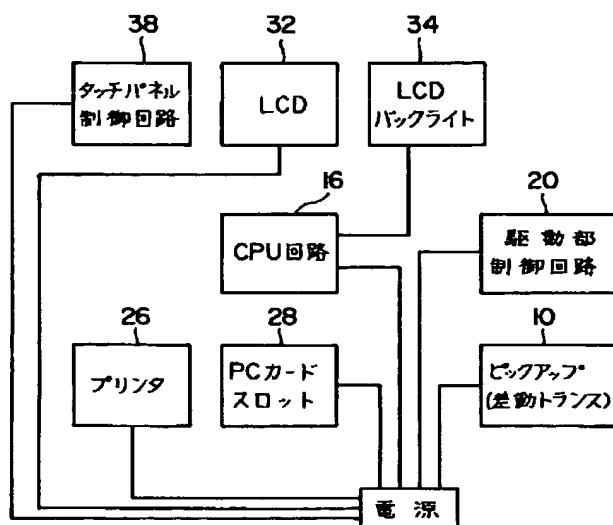 38
32
34
タッチパネル
制御回路
LCD
LCD
バックライト
16
20
CPU回路
駆動部
制御回路
26
28
10
プリンタ
PCカード
スロット
ピックアップ
(差動トランス)
電源